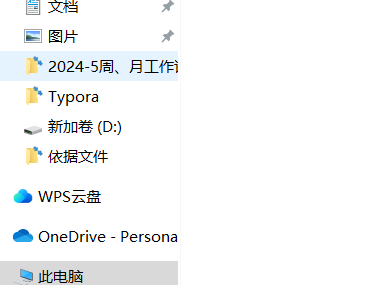 文档
图片
2024-5周、月工作
Typora
新加卷 (D:)
依据文件
WPS云盘
OneDrive - Persona
此电脑